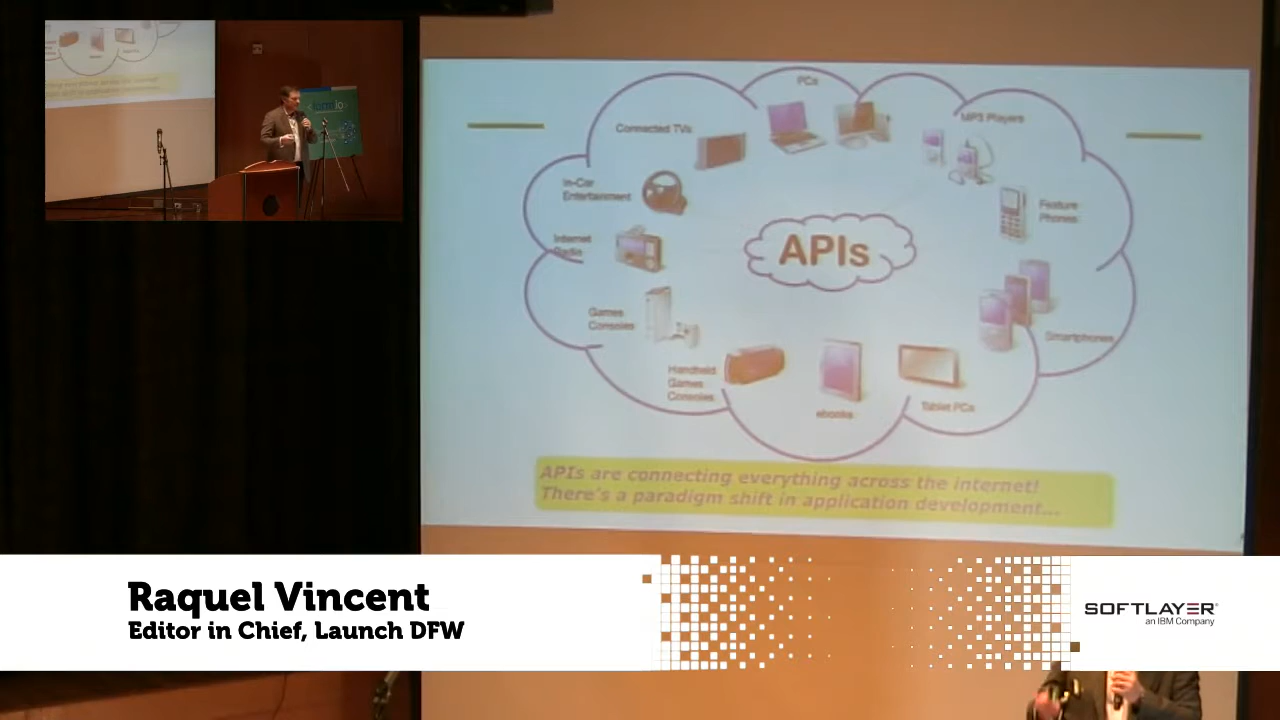 PCs
Connected TVs
MP3 Players
In-Car
Entertainment
Feature
Phones
Internet
Radio
APIs
Games
Consoles
Smartphones
Handheld
Games
Consoles
ebooks
Tablet PCs
APIs are connecting everything across the internet!
There's a paradigm shift in application development...
Raquel Vincent
Editor in Chief, Launch DFW
SOFTLAYER
an IBM Company